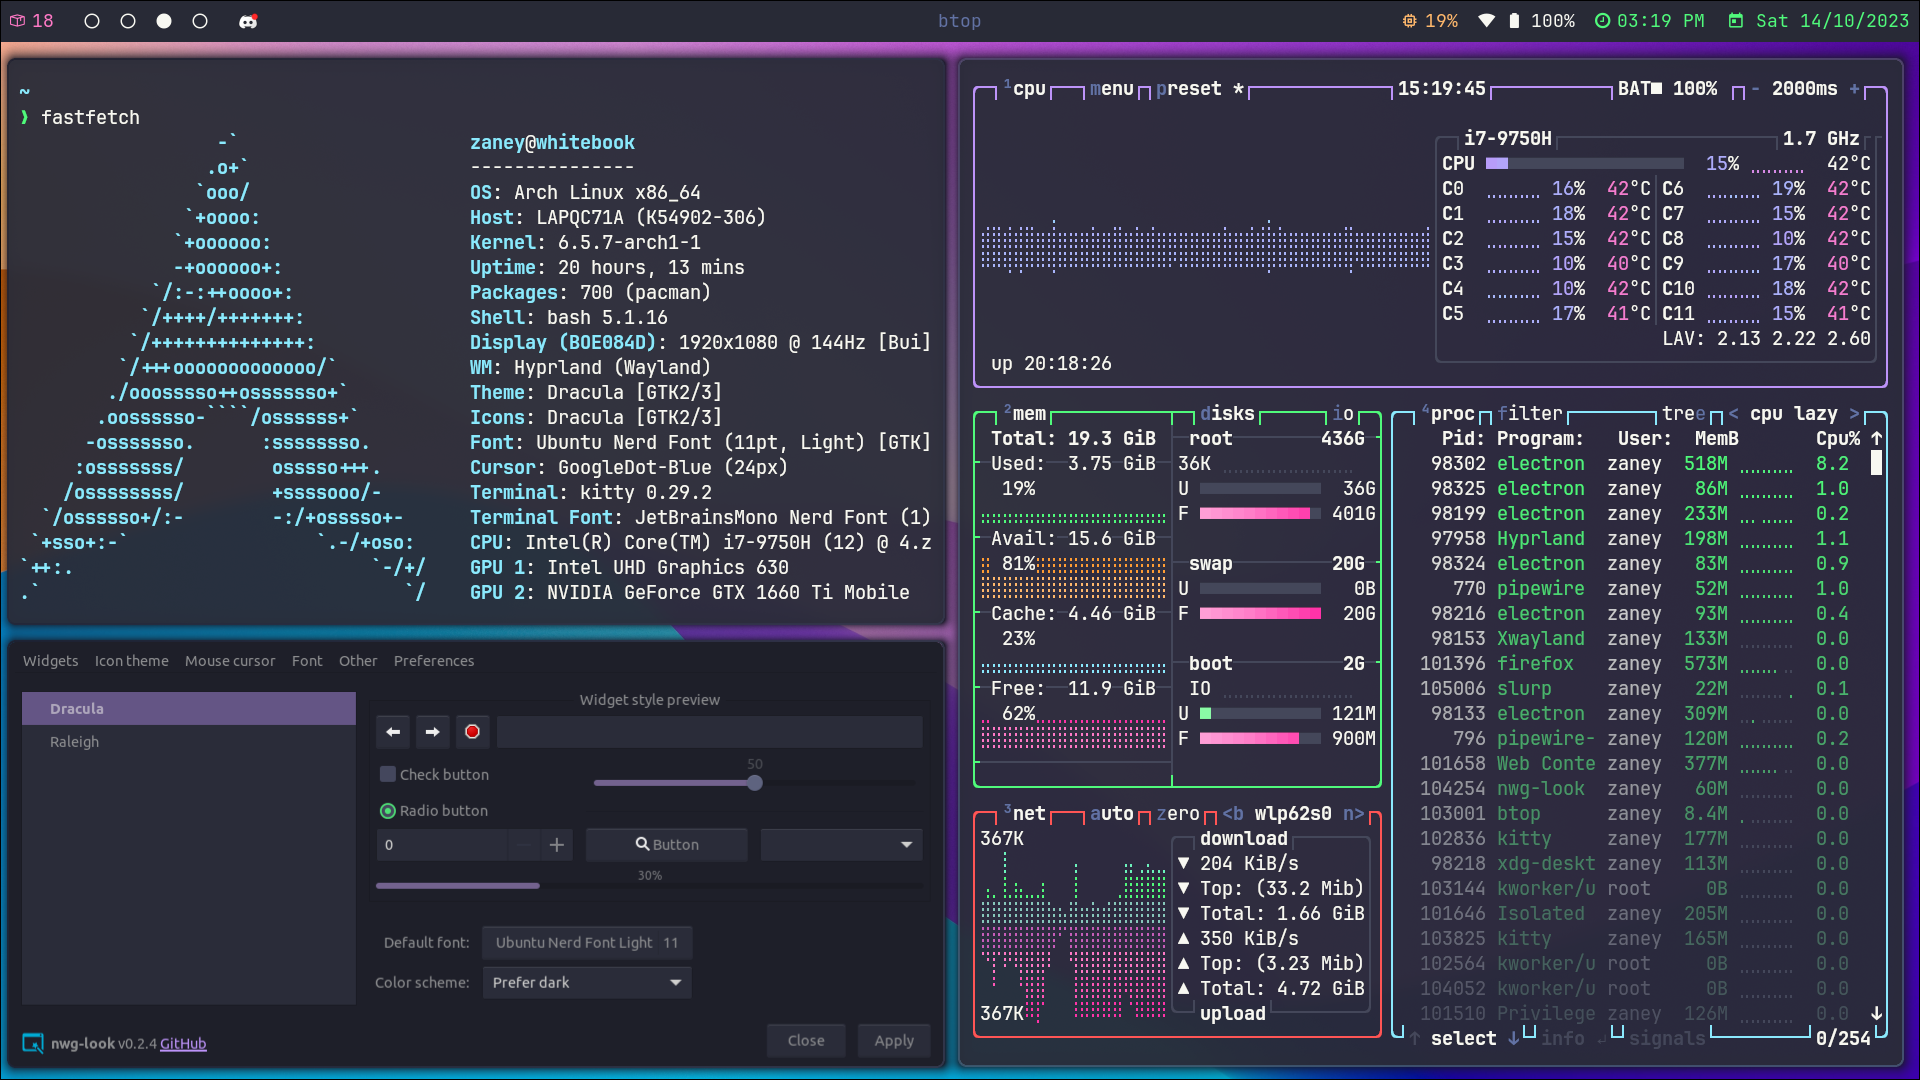 18
btop
19%
100%
03:19 PM
Sat 14/10/2023
~
❯ fastfetch
zaney@whitebook
---------------
OS: Arch Linux x86_64
Host: LAPQC71A (K54902-306)
Kernel: 6.5.7-arch1-1
Uptime: 20 hours, 13 mins
Packages: 700 (pacman)
Shell: bash 5.1.16
Display (BOE084D): 1920x1080 @ 144Hz [Bui]
WM: Hyprland (Wayland)
Theme: Dracula [GTK2/3]
Icons: Dracula [GTK2/3]
Font: Ubuntu Nerd Font (11pt, Light) [GTK]
Cursor: GoogleDot-Blue (24px)
Terminal: kitty 0.29.2
Terminal Font: JetBrainsMono Nerd Font (1)
CPU: Intel(R) Core(TM) i7-9750H (12) @ 4.z
GPU 1: Intel UHD Graphics 630
GPU 2: NVIDIA GeForce GTX 1660 Ti Mobile
Widgets Icon theme Mouse cursor Font Other Preferences
Dracula
Raleigh
Widget style preview
Check button
50
Radio button
0
Button
30%
Default font: Ubuntu Nerd Font Light 11
Color scheme: Prefer dark
nwg-look v0.2.4 GitHub
Close
Apply
1cpu menu preset * 15:19:45 BAT 100% - 2000ms +
i7-9750H 1.7 GHz
CPU 15% 42°C
C0 16% 42°C C6 19% 42°C
C1 18% 42°C C7 15% 42°C
C2 15% 42°C C8 10% 42°C
C3 10% 40°C C9 17% 40°C
C4 10% 42°C C10 18% 42°C
C5 17% 41°C C11 15% 41°C
LAV: 2.13 2.22 2.60
up 20:18:26
2mem disks io
Total: 19.3 GiB
Used: 3.75 GiB
19%
Avail: 15.6 GiB
81%
Cache: 4.46 GiB
23%
Free: 11.9 GiB
62%
root 436G
36K
U 36G
F 401G
swap 20G
U 0B
F 20G
boot 2G
IO
U 121M
F 900M
3net auto zero <b wlp62s0 n>
367K
367K
download
▼ 204 KiB/s
▼ Top: (33.2 Mib)
▼ Total: 1.66 GiB
▲ 350 KiB/s
▲ Top: (3.23 Mib)
▲ Total: 4.72 GiB
upload
4proc filter tree < cpu lazy >
Pid: Program: User: MemB Cpu% ↑
98302 electron zaney 518M 8.2
98325 electron zaney 86M 1.0
98199 electron zaney 233M 0.2
97958 Hyprland zaney 198M 1.1
98324 electron zaney 83M 0.9
770 pipewire zaney 52M 1.0
98216 electron zaney 93M 0.4
98153 Xwayland zaney 133M 0.0
101396 firefox zaney 573M 0.0
105006 slurp zaney 22M 0.1
98133 electron zaney 309M 0.0
796 pipewire- zaney 120M 0.2
101658 Web Conte zaney 377M 0.0
104254 nwg-look zaney 60M 0.0
103001 btop zaney 8.4M 0.0
102836 kitty zaney 177M 0.0
98218 xdg-deskt zaney 113M 0.0
103144 kworker/u root 0B 0.0
101646 Isolated zaney 205M 0.0
103825 kitty zaney 165M 0.0
102564 kworker/u root 0B 0.0
104052 kworker/u root 0B 0.0
101510 Privilege zaney 126M 0.0 ↓
↑ select ↓ info ↵ signals 0/254